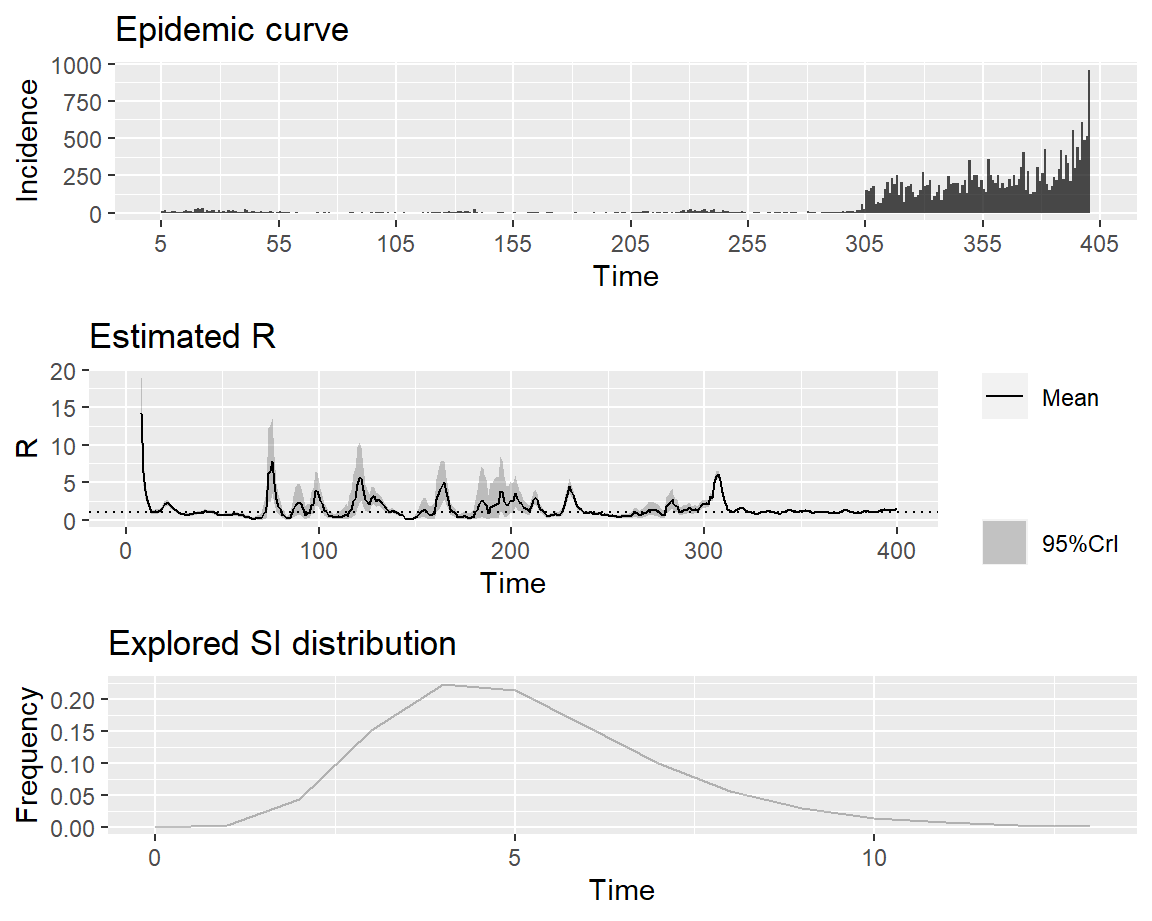 Epidemic curve
1000
750
500
250
0
Incidence
5 55 105 155 205 255 305 355 405
Time
Estimated R
20
15
10
5
0
R
0 100 200 300 400
Time
Mean
95%CrI
Explored SI distribution
0.20
0.15
0.10
0.05
0.00
Frequency
0 5 10
Time